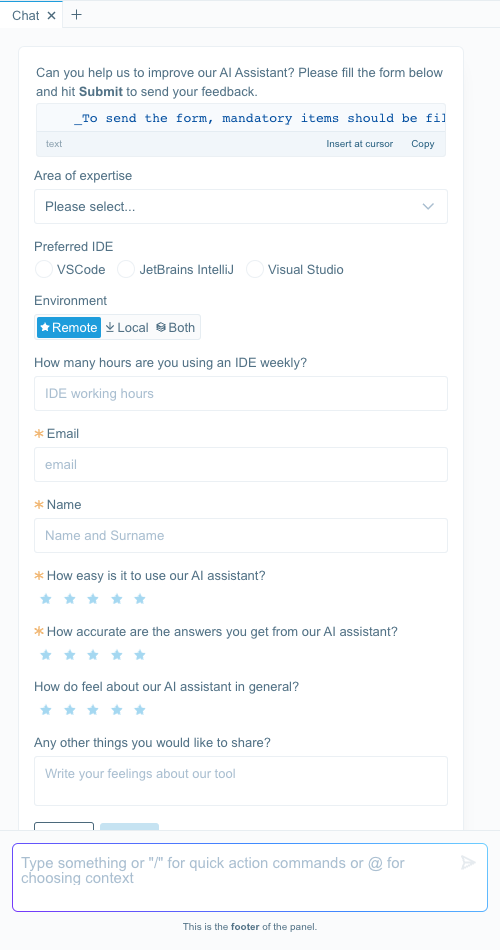 Chat
Can you help us to improve our AI Assistant? Please fill the form below
and hit Submit to send your feedback.
_To send the form, mandatory items should be
text
Insert at cursor Copy
Area of expertise
Please select...
Preferred IDE
VSCode JetBrains IntelliJ Visual Studio
Environment
Remote Local Both
How many hours are you using an IDE weekly?
IDE working hours
* Email
email
* Name
Name and Surname
* How easy is it to use our AI assistant?
* How accurate are the answers you get from our AI assistant?
How do feel about our AI assistant in general?
Any other things you would like to share?
Write your feelings about our tool
Type something or "/" for quick action commands or @ for
choosing context
This is the footer of the panel.